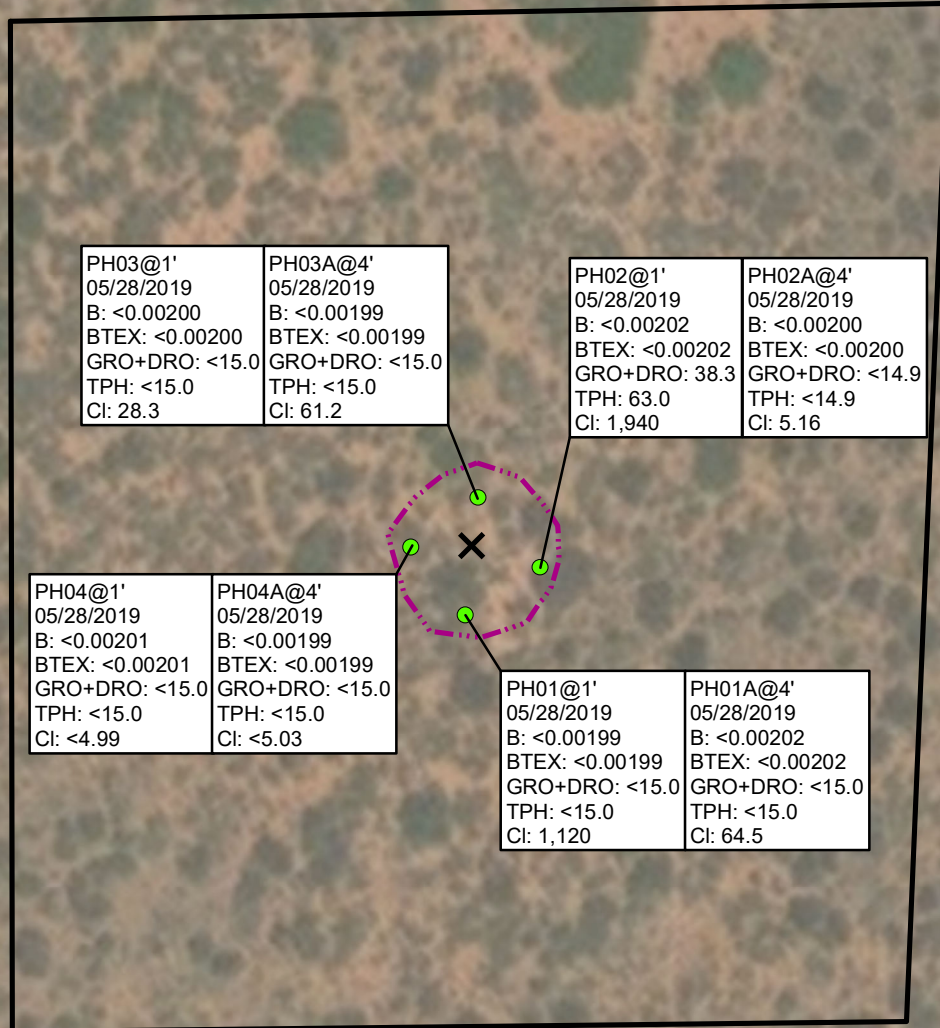 PH03@1'
05/28/2019
B: <0.00200
BTEX: <0.00200
GRO+DRO: <15.0
TPH: <15.0
Cl: 28.3
PH03A@4'
05/28/2019
B: <0.00199
BTEX: <0.00199
GRO+DRO: <15.0
TPH: <15.0
Cl: 61.2
PH02@1'
05/28/2019
B: <0.00202
BTEX: <0.00202
GRO+DRO: 38.3
TPH: 63.0
Cl: 1,940
PH02A@4'
05/28/2019
B: <0.00200
BTEX: <0.00200
GRO+DRO: <14.9
TPH: <14.9
Cl: 5.16
PH04@1'
05/28/2019
B: <0.00201
BTEX: <0.00201
GRO+DRO: <15.0
TPH: <15.0
Cl: <4.99
PH04A@4'
05/28/2019
B: <0.00199
BTEX: <0.00199
GRO+DRO: <15.0
TPH: <15.0
Cl: <5.03
PH01@1'
05/28/2019
B: <0.00199
BTEX: <0.00199
GRO+DRO: <15.0
TPH: <15.0
Cl: 1,120
PH01A@4'
05/28/2019
B: <0.00202
BTEX: <0.00202
GRO+DRO: <15.0
TPH: <15.0
Cl: 64.5